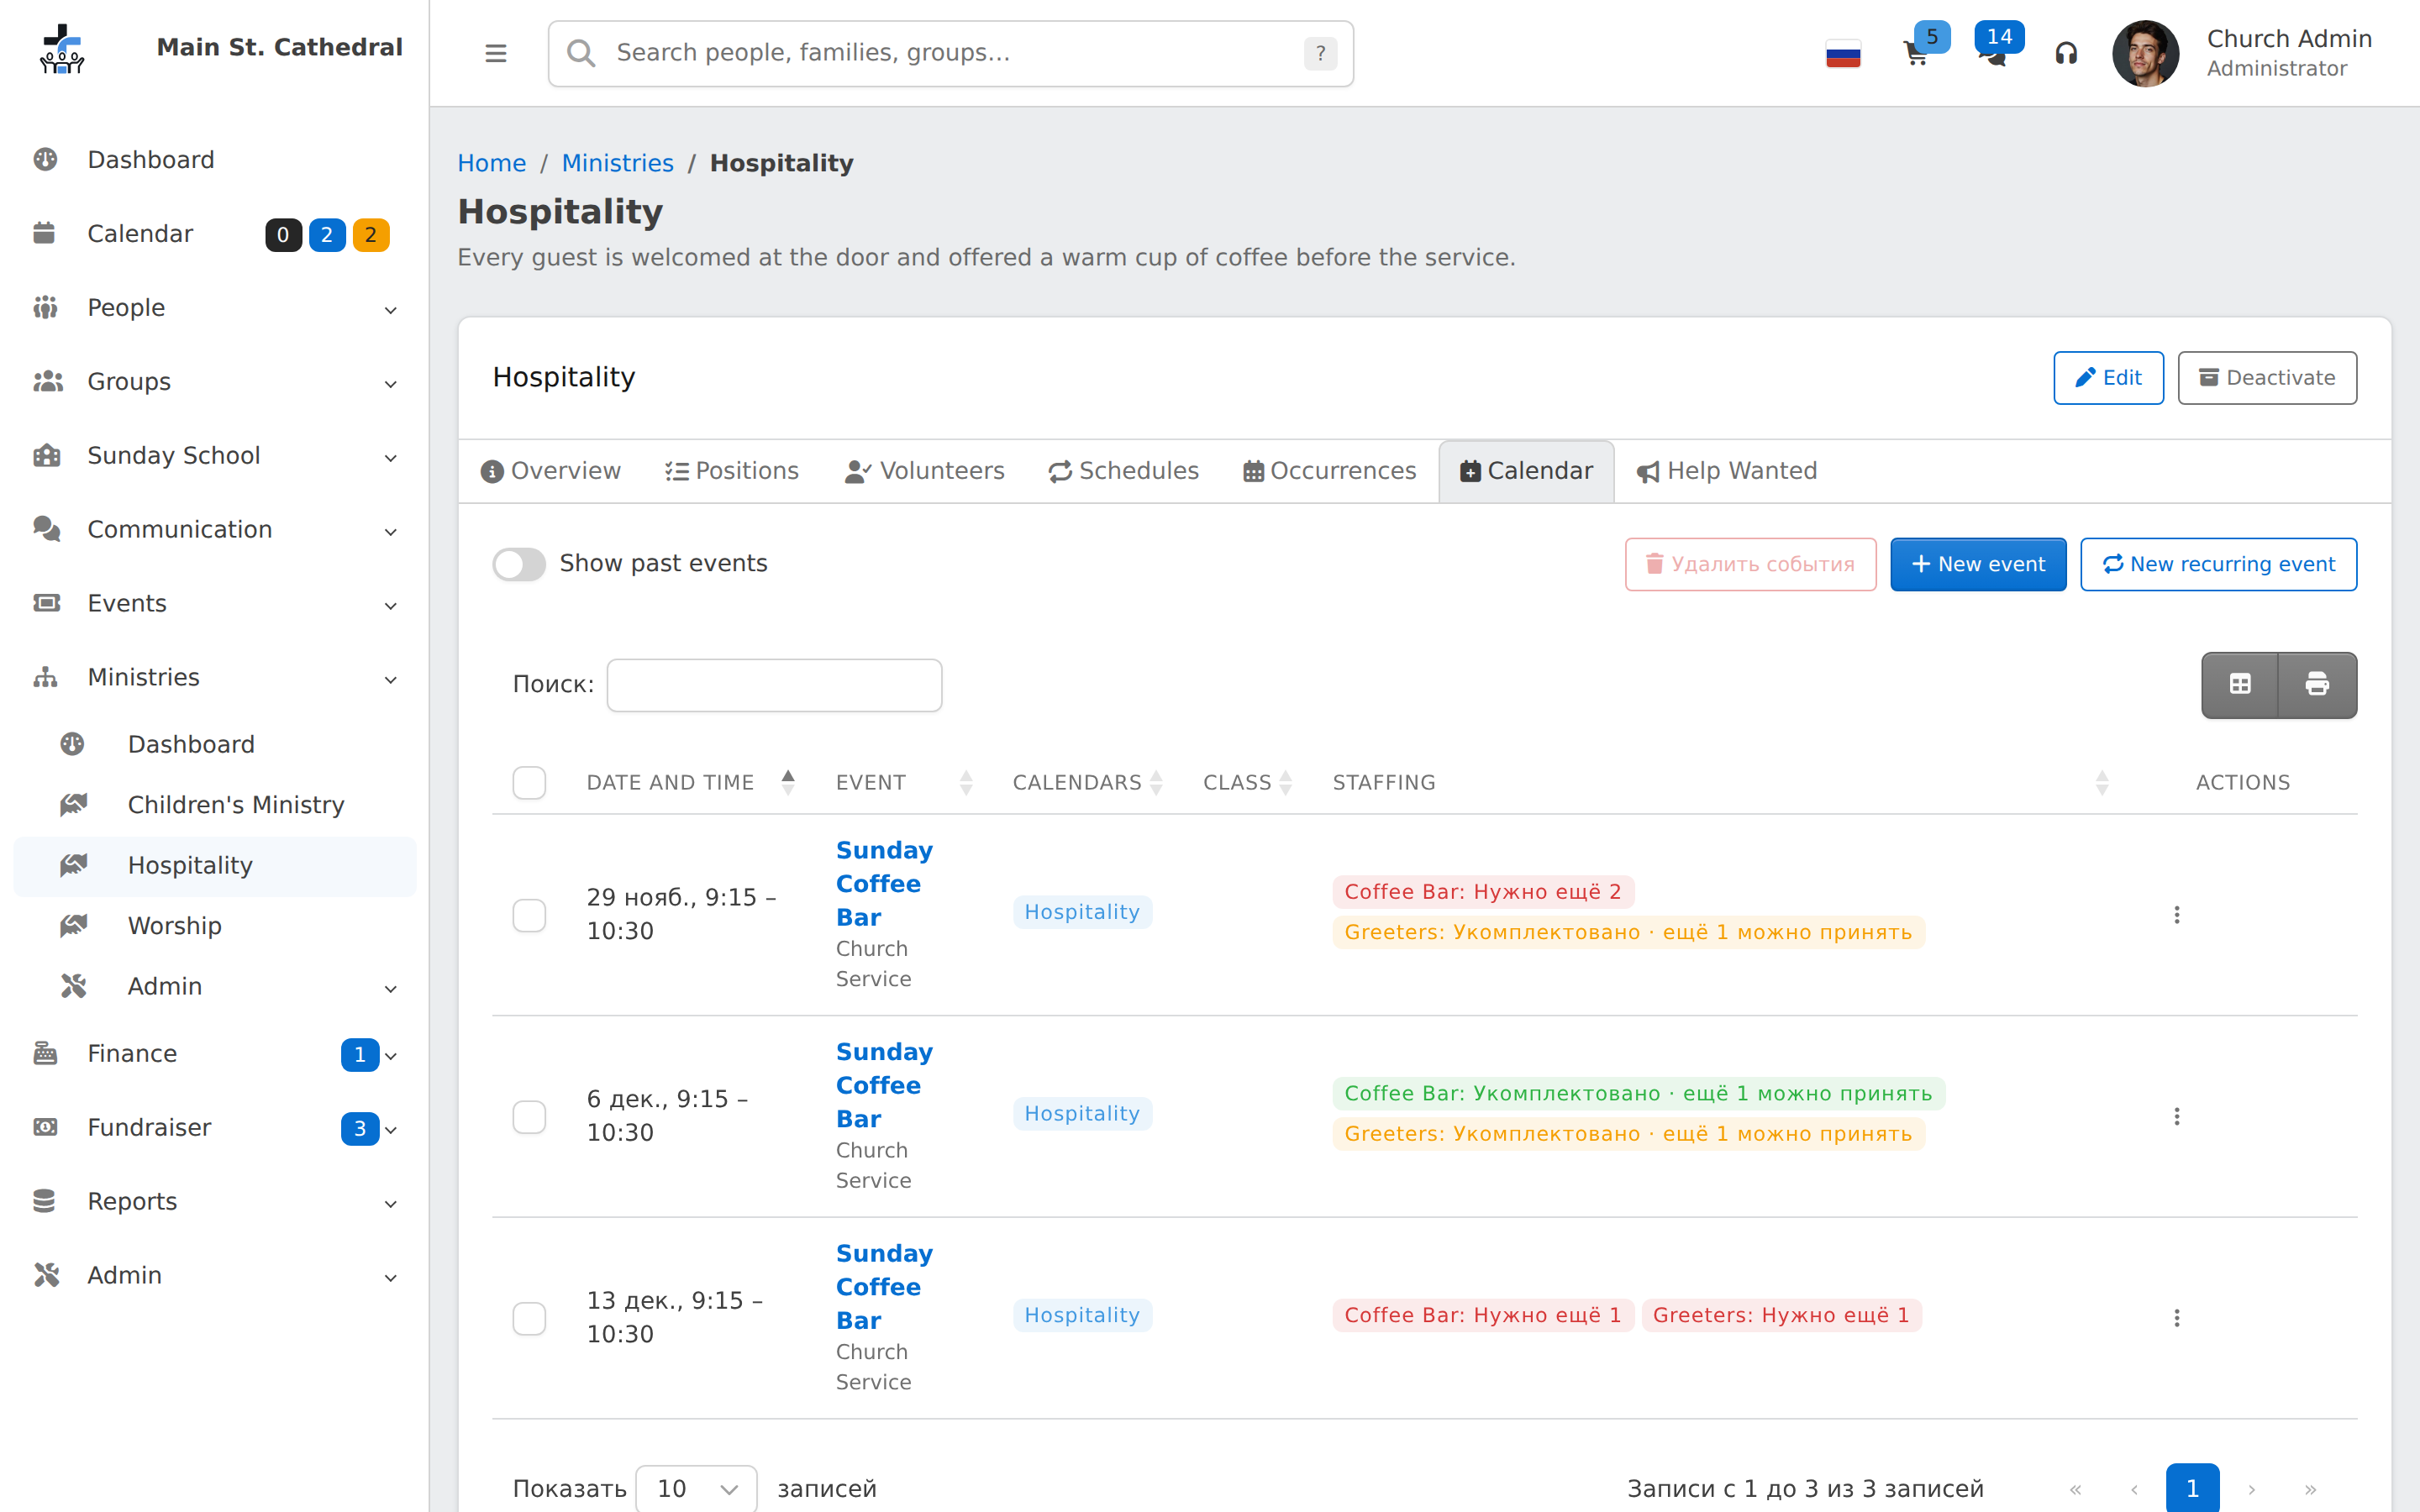 Main St. Cathedral
Search people, families, groups...
?
5
14
Church Admin
Administrator
Dashboard
Calendar 0 2 2
People
Groups
Sunday School
Communication
Events
Ministries
Dashboard
Children's Ministry
Hospitality
Worship
Admin
Finance 1
Fundraiser 3
Reports
Admin
Home / Ministries / Hospitality
Hospitality
Every guest is welcomed at the door and offered a warm cup of coffee before the service.
Hospitality
Edit
Deactivate
Overview Positions Volunteers Schedules Occurrences Calendar Help Wanted
Show past events
Удалить события
New event
New recurring event
Поиск:
DATE AND TIME EVENT CALENDARS CLASS STAFFING ACTIONS
29 нояб., 9:15 –
10:30
Sunday
Coffee
Bar
Church
Service
Hospitality
Coffee Bar: Нужно ещё 2
Greeters: Укомплектовано · ещё 1 можно принять
6 дек., 9:15 –
10:30
Sunday
Coffee
Bar
Church
Service
Hospitality
Coffee Bar: Укомплектовано · ещё 1 можно принять
Greeters: Укомплектовано · ещё 1 можно принять
13 дек., 9:15 –
10:30
Sunday
Coffee
Bar
Church
Service
Hospitality
Coffee Bar: Нужно ещё 1 Greeters: Нужно ещё 1
Показать 10 записей
Записи с 1 до 3 из 3 записей
« ‹ 1 › »